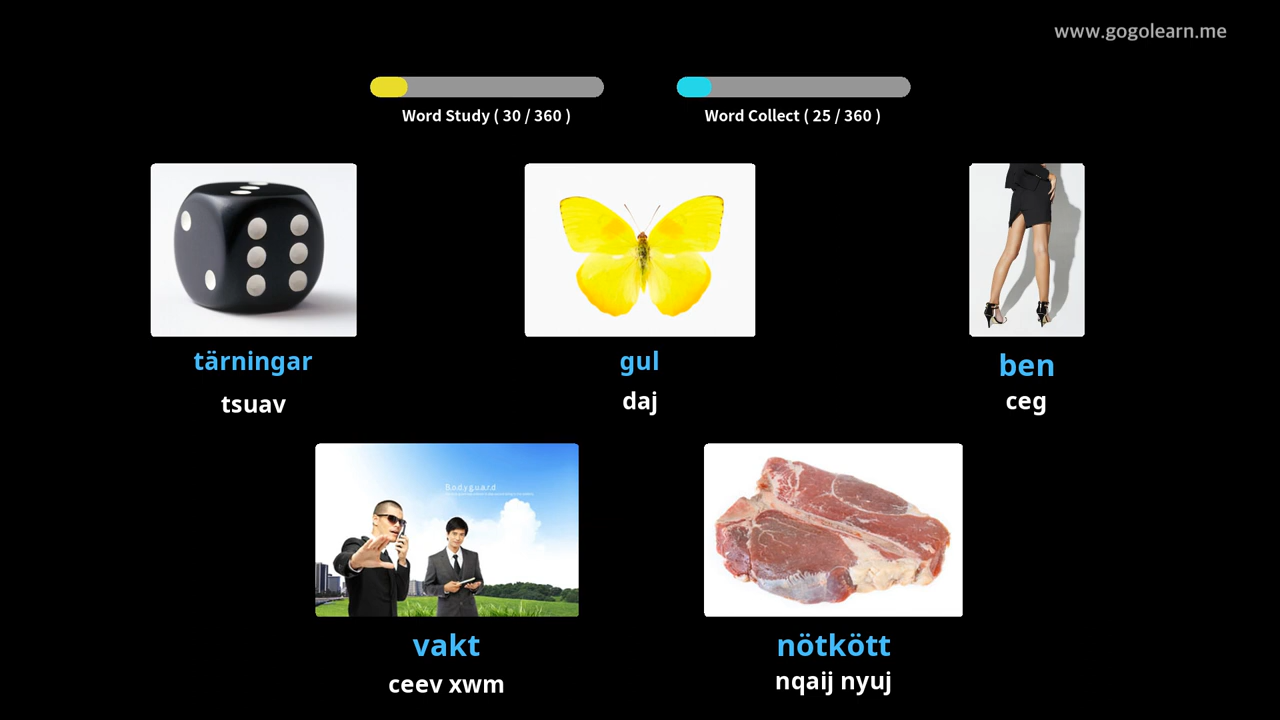 www.gogolearn.me
Word Study ( 30 / 360 )
Word Collect ( 25 / 360 )
tärningar
gul
ben
tsuav
daj
ceg
Bodyguard
vakt
nötkött
ceev xwm
nqaij nyuj